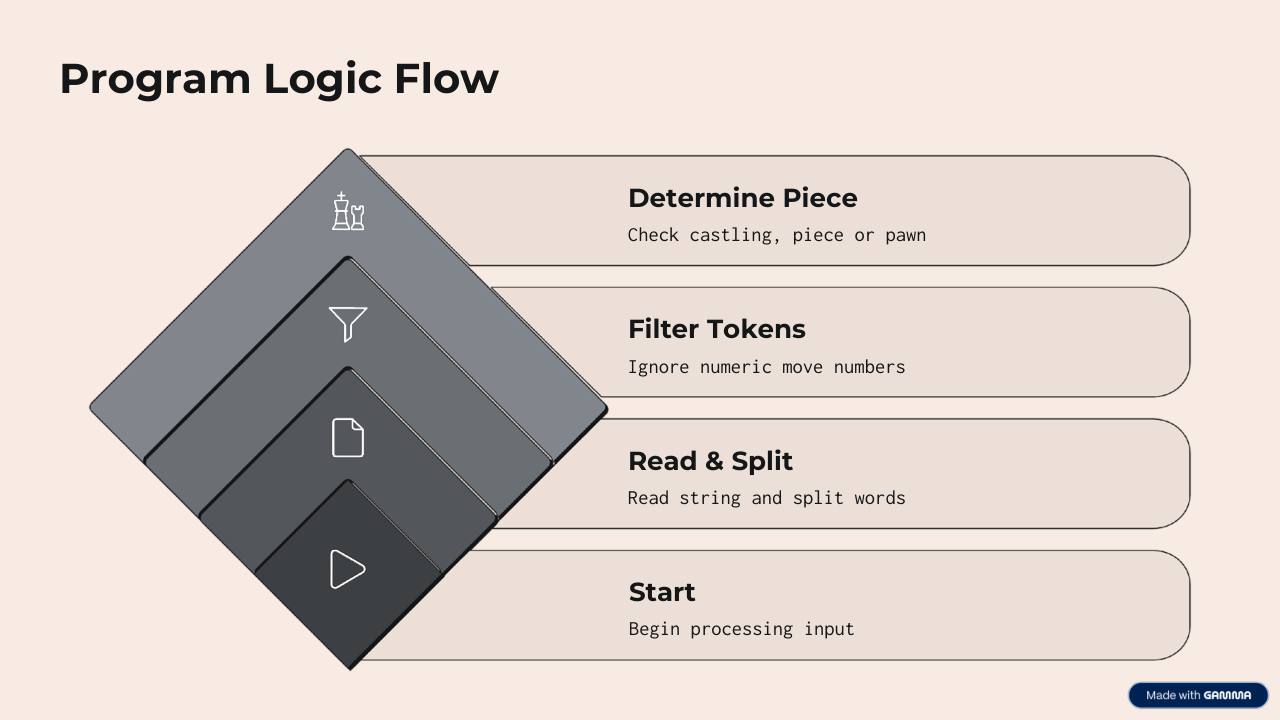 Program Logic Flow
Determine Piece
Check castling, piece or pawn
Filter Tokens
Ignore numeric move numbers
Read & Split
Read string and split words
Start
Begin processing input
Made with GAMMA